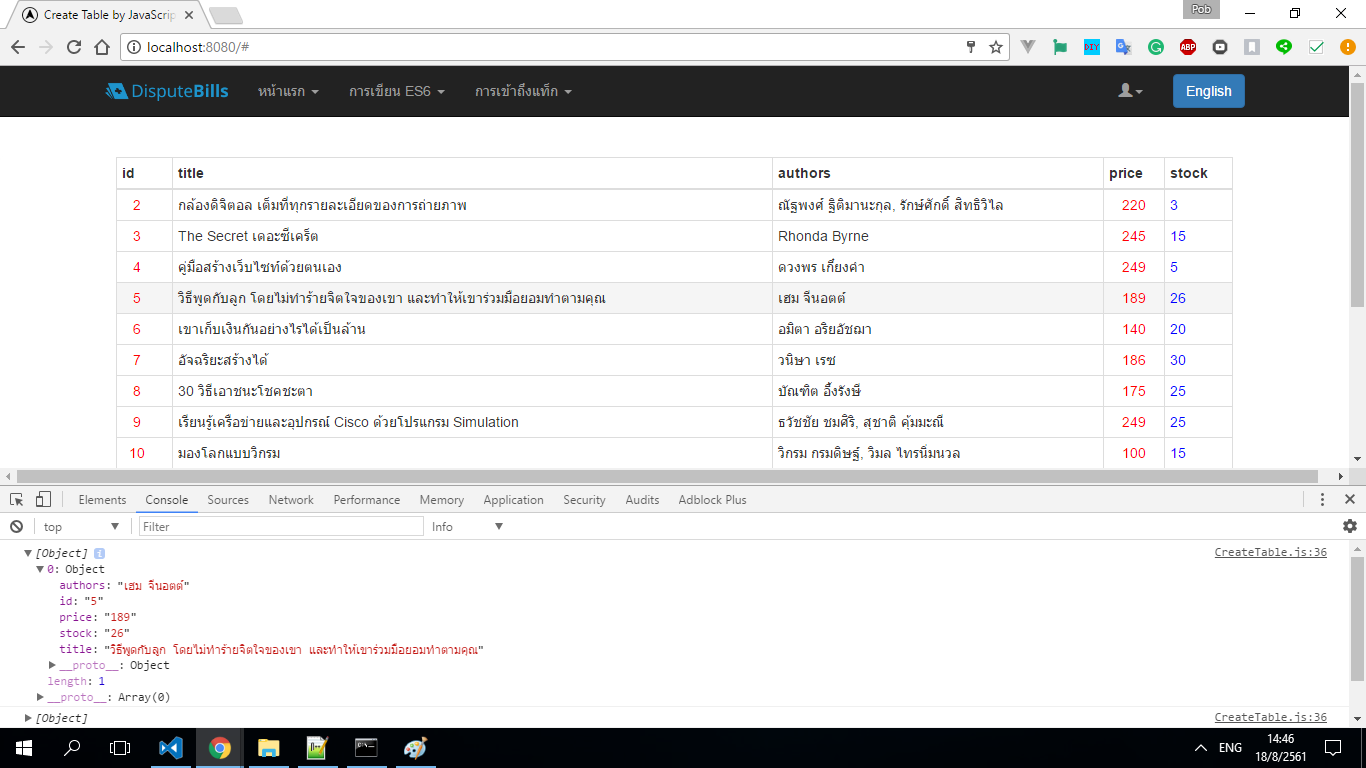 Create Table by JavaScrip
Pob
localhost:8080/#
DIY
ABP
DisputeBills หน้าแรก การเขียน ES6 การเข้าถึงแท็ก English
id title authors price stock
2 กล้องดิจิตอล เต็มที่ทุกรายละเอียดของการถ่ายภาพ ณัฐพงศ์ ฐิติมานะกุล, รักษ์ศักดิ์ สิทธิวิไล 220 3
3 The Secret เดอะซีเคร็ต Rhonda Byrne 245 15
4 คู่มือสร้างเว็บไซท์ด้วยตนเอง ดวงพร เกี๋ยงคำ 249 5
5 วิธีพูดกับลูก โดยไม่ทำร้ายจิตใจของเขา และทำให้เขาร่วมมือยอมทำตามคุณ เฮม จีนอตต์ 189 26
6 เขาเก็บเงินกันอย่างไรได้เป็นล้าน อมิตา อริยอัชฌา 140 20
7 อัจฉริยะสร้างได้ วนิษา เรซ 186 30
8 30 วิธีเอาชนะโชคชะตา บัณฑิต อึ้งรังษี 175 25
9 เรียนรู้เครือข่ายและอุปกรณ์ Cisco ด้วยโปรแกรม Simulation ธวัชชัย ชมศิริ, สุชาติ คุ้มมะณี 249 25
10 มองโลกแบบวิกรม วิกรม กรมดิษฐ์, วิมล ไทรนิ่มนวล 100 15
Elements Console Sources Network Performance Memory Application Security Audits Adblock Plus
top Filter Info
[Object] i CreateTable.js:36
0: Object
authors: "เฮม จีนอตต์"
id: "5"
price: "189"
stock: "26"
title: "วิธีพูดกับลูก โดยไม่ทำร้ายจิตใจของเขา และทำให้เขาร่วมมือยอมทำตามคุณ"
__proto__: Object
length: 1
__proto__: Array(0)
[Object] CreateTable.js:36
ENG
14:46
18/8/2561